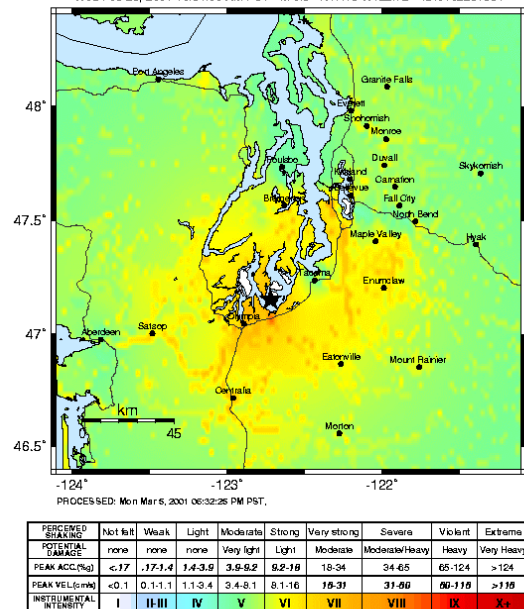 Port Angeles
Granite Falls
48˚
Everett
Snohomish
Monroe
Duvall
Poulsbo
Skykomish
Kirkland
Carnation
Bellevue
Bremerton
Fall City
47.5˚
North Bend
Maple Valley
Hyak
Tacoma
Enumclaw
Olympia
47˚
Aberdeen
Satsop
Eatonville
Mount Rainier
Centralia
km
45
Morton
46.5˚
-124˚ -123˚ -122˚
PROCESSED: Mon Mar 5, 2001 06:32:25 PM PST,
PERCEIVED SHAKING Not felt Weak Light Moderate Strong Very strong Severe Violent Extreme
POTENTIAL DAMAGE none none none Very light Light Moderate Moderate/Heavy Heavy Very Heavy
PEAK ACC.(%g) <.17 .17-1.4 1.4-3.9 3.9-9.2 9.2-18 18-34 34-65 65-124 >124
PEAK VEL.(cm/s) <0.1 0.1-1.1 1.1-3.4 3.4-8.1 8.1-16 16-31 31-60 60-116 >116
INSTRUMENTAL INTENSITY I II-III IV V VI VII VIII IX X+